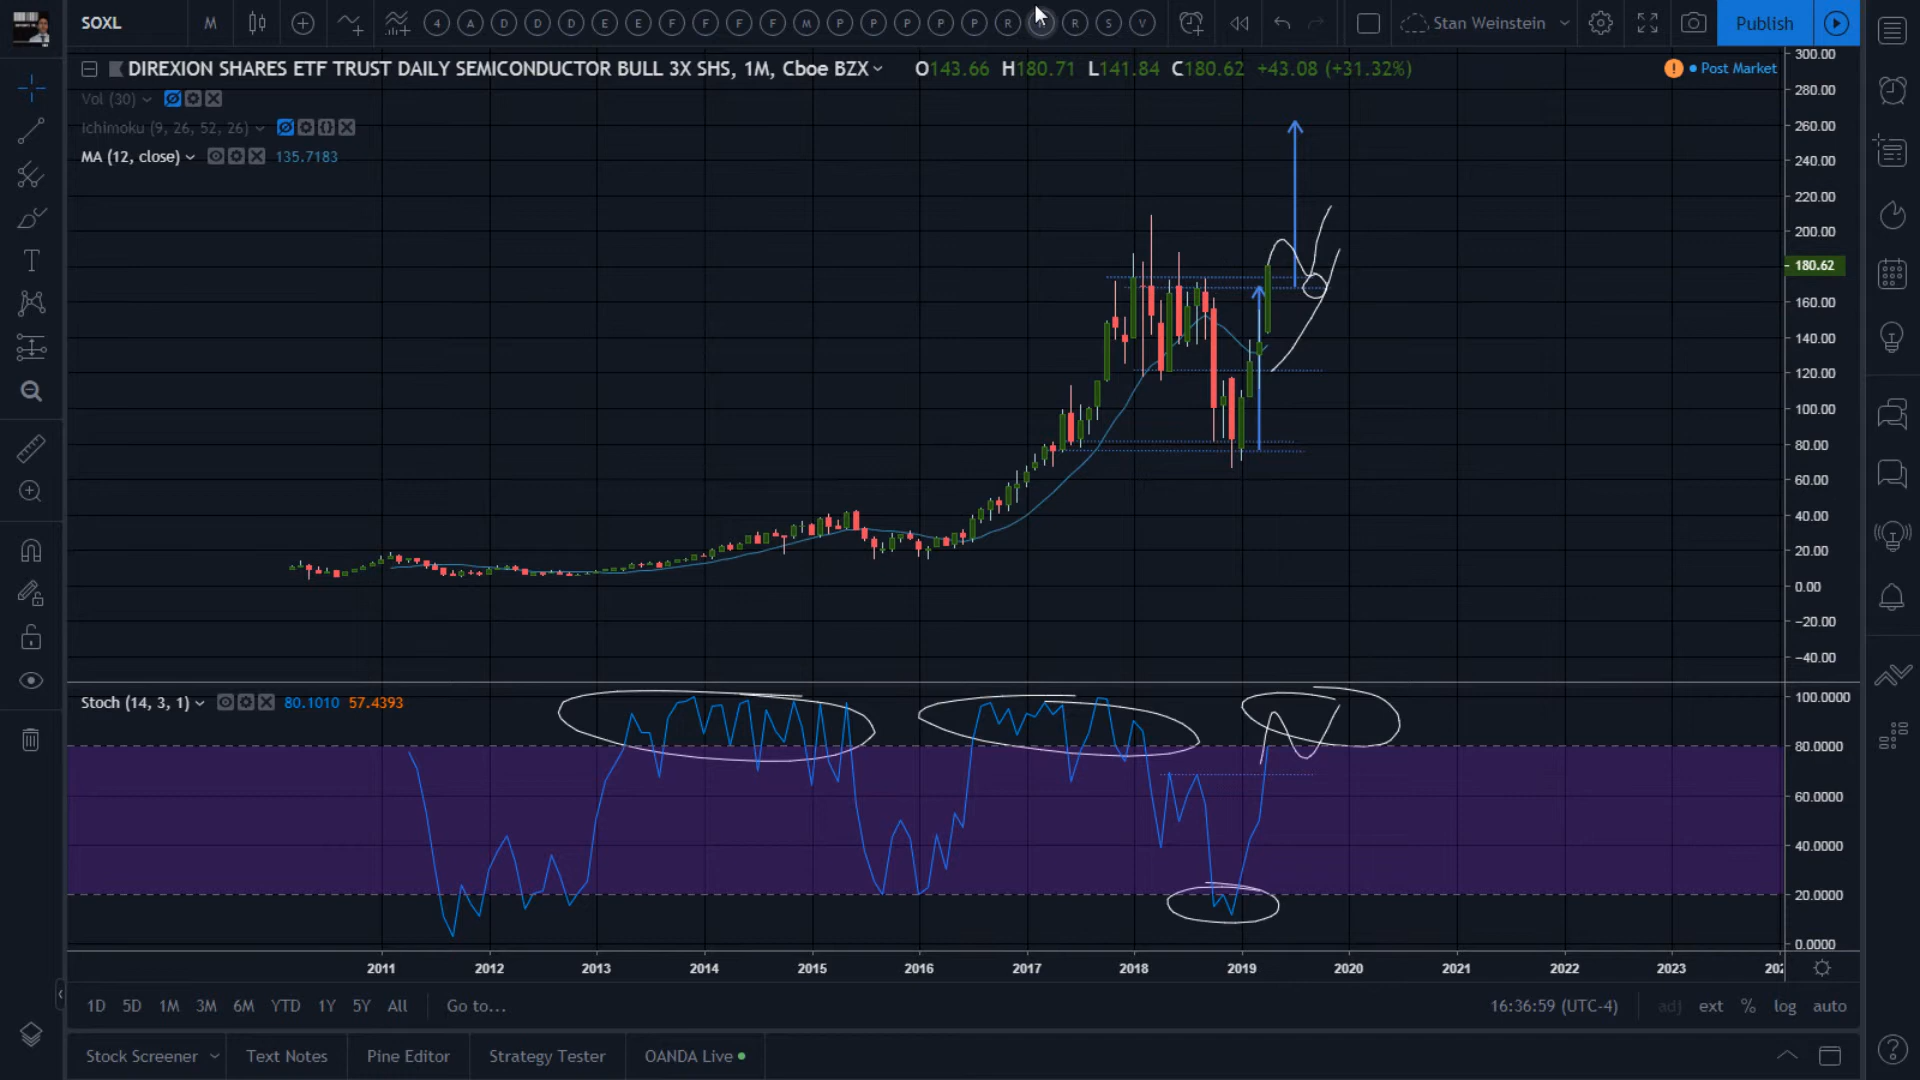 SOXL M 4 A D D D E E F F F F M P P P P P R R S V Stan Weinstein Publish
DIREXION SHARES ETF TRUST DAILY SEMICONDUCTOR BULL 3X SHS, 1M, Cboe BZX O143.66 H180.71 L141.84 C180.62 +43.08 (+31.32%) ! Post Market
Vol (30)
Ichimoku (9, 26, 52, 26)
MA (12, close) 135.7183
300.00
280.00
260.00
240.00
220.00
200.00
180.62
160.00
140.00
120.00
100.00
80.00
60.00
40.00
20.00
0.00
−20.00
−40.00
Stoch (14, 3, 1) 80.1010 57.4393
100.0000
80.0000
60.0000
40.0000
20.0000
0.0000
2011 2012 2013 2014 2015 2016 2017 2018 2019 2020 2021 2022 2023 202
1D 5D 1M 3M 6M YTD 1Y 5Y All Go to... 16:36:59 (UTC-4) adj ext % log auto
Stock Screener Text Notes Pine Editor Strategy Tester OANDA Live